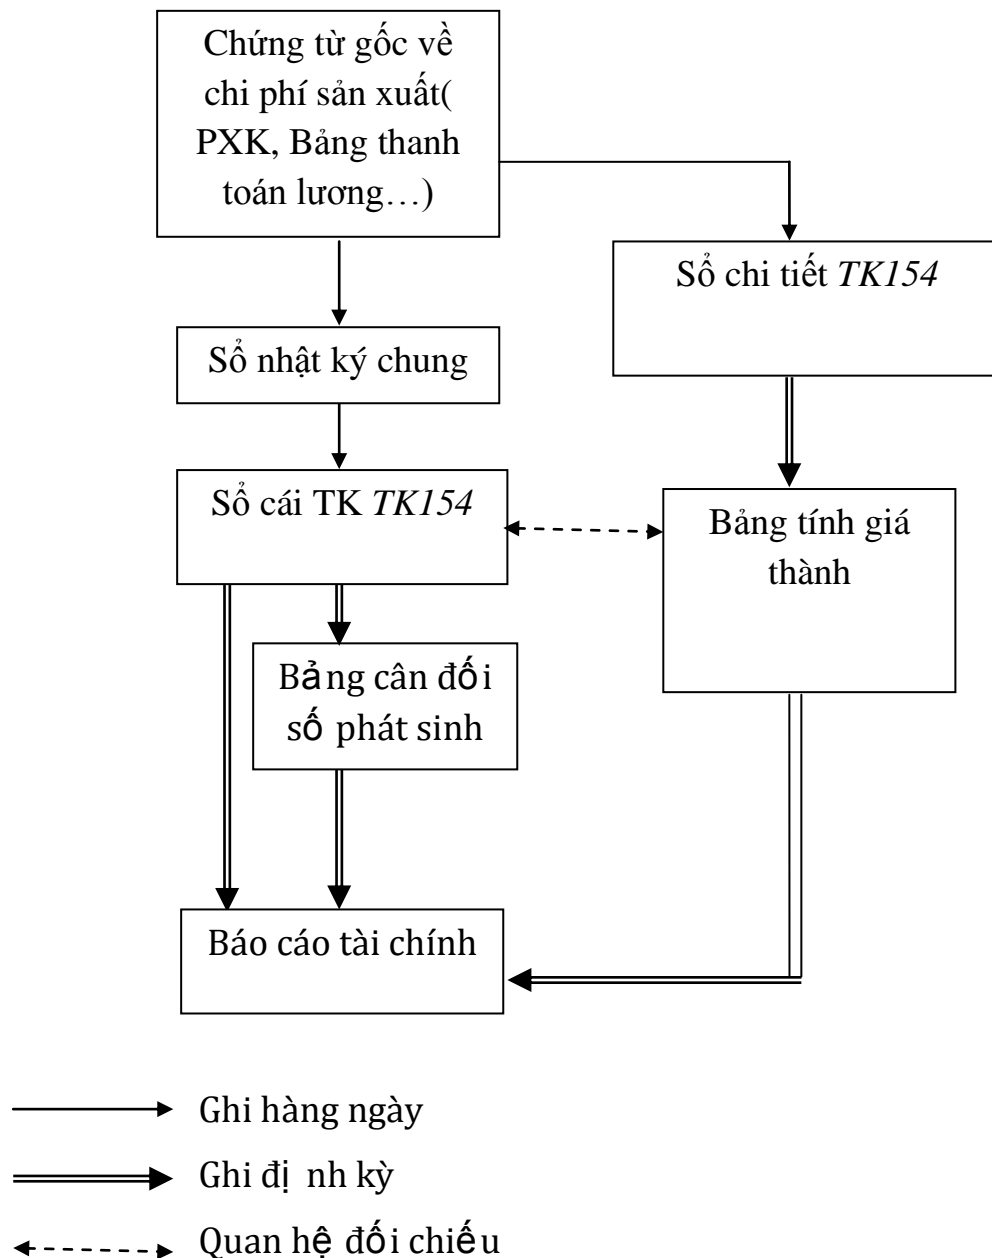 Chứng từ gốc về
chi phí sản xuất(
PXK, Bảng thanh
toán lương…)
Sổ chi tiết TK154
Sổ nhật ký chung
Sổ cái TK TK154
Bảng tính giá
thành
Bảng cân đối
số phát sinh
Báo cáo tài chính
Ghi hàng ngày
Ghi đị nh kỳ
Quan hệ đối chiếu